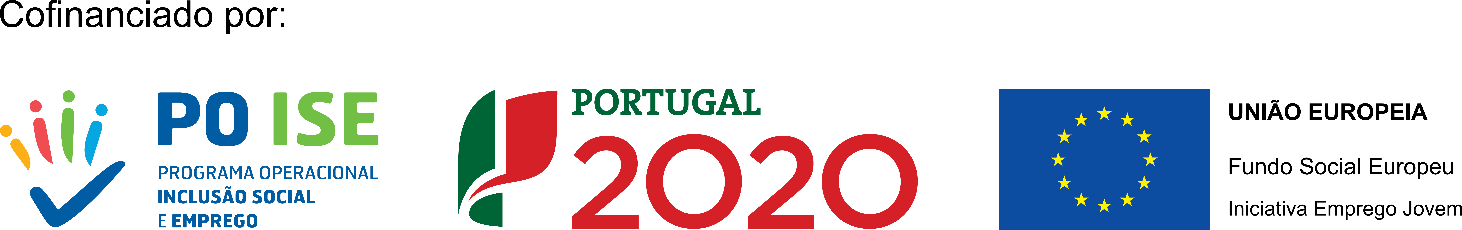 Cofinanciado por:
PO ISE
PROGRAMA OPERACIONAL
INCLUSÃO SOCIAL
E EMPREGO
PORTUGAL
2020
UNIÃO EUROPEIA
Fundo Social Europeu
Iniciativa Emprego Jovem